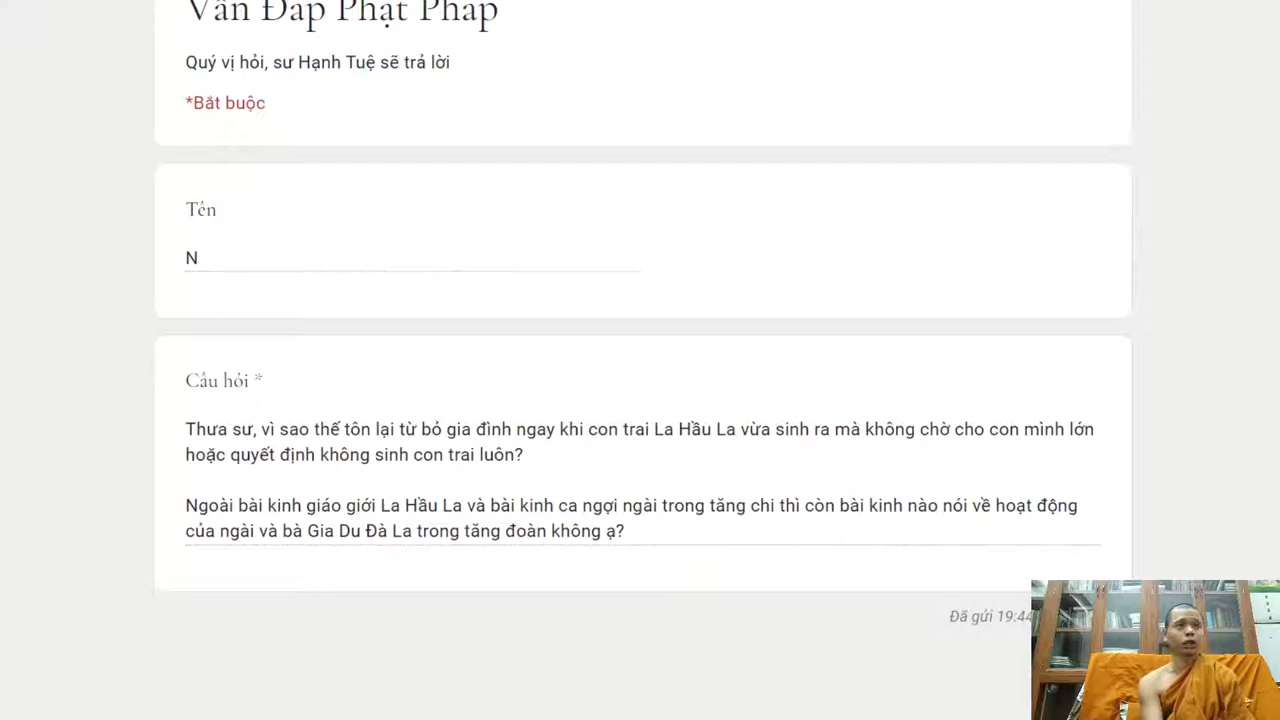 Vấn Đáp Phật Pháp
Quý vị hỏi, sư Hạnh Tuệ sẽ trả lời
*Bắt buộc
Tên
N
Câu hỏi *
Thưa sư, vì sao thế tôn lại từ bỏ gia đình ngay khi con trai La Hầu La vừa sinh ra mà không chờ cho con mình lớn
hoặc quyết định không sinh con trai luôn?
Ngoài bài kinh giáo giới La Hầu La và bài kinh ca ngợi ngài trong tăng chi thì còn bài kinh nào nói về hoạt động
của ngài và bà Gia Du Đà La trong tăng đoàn không ạ?
Đã gửi 19:44